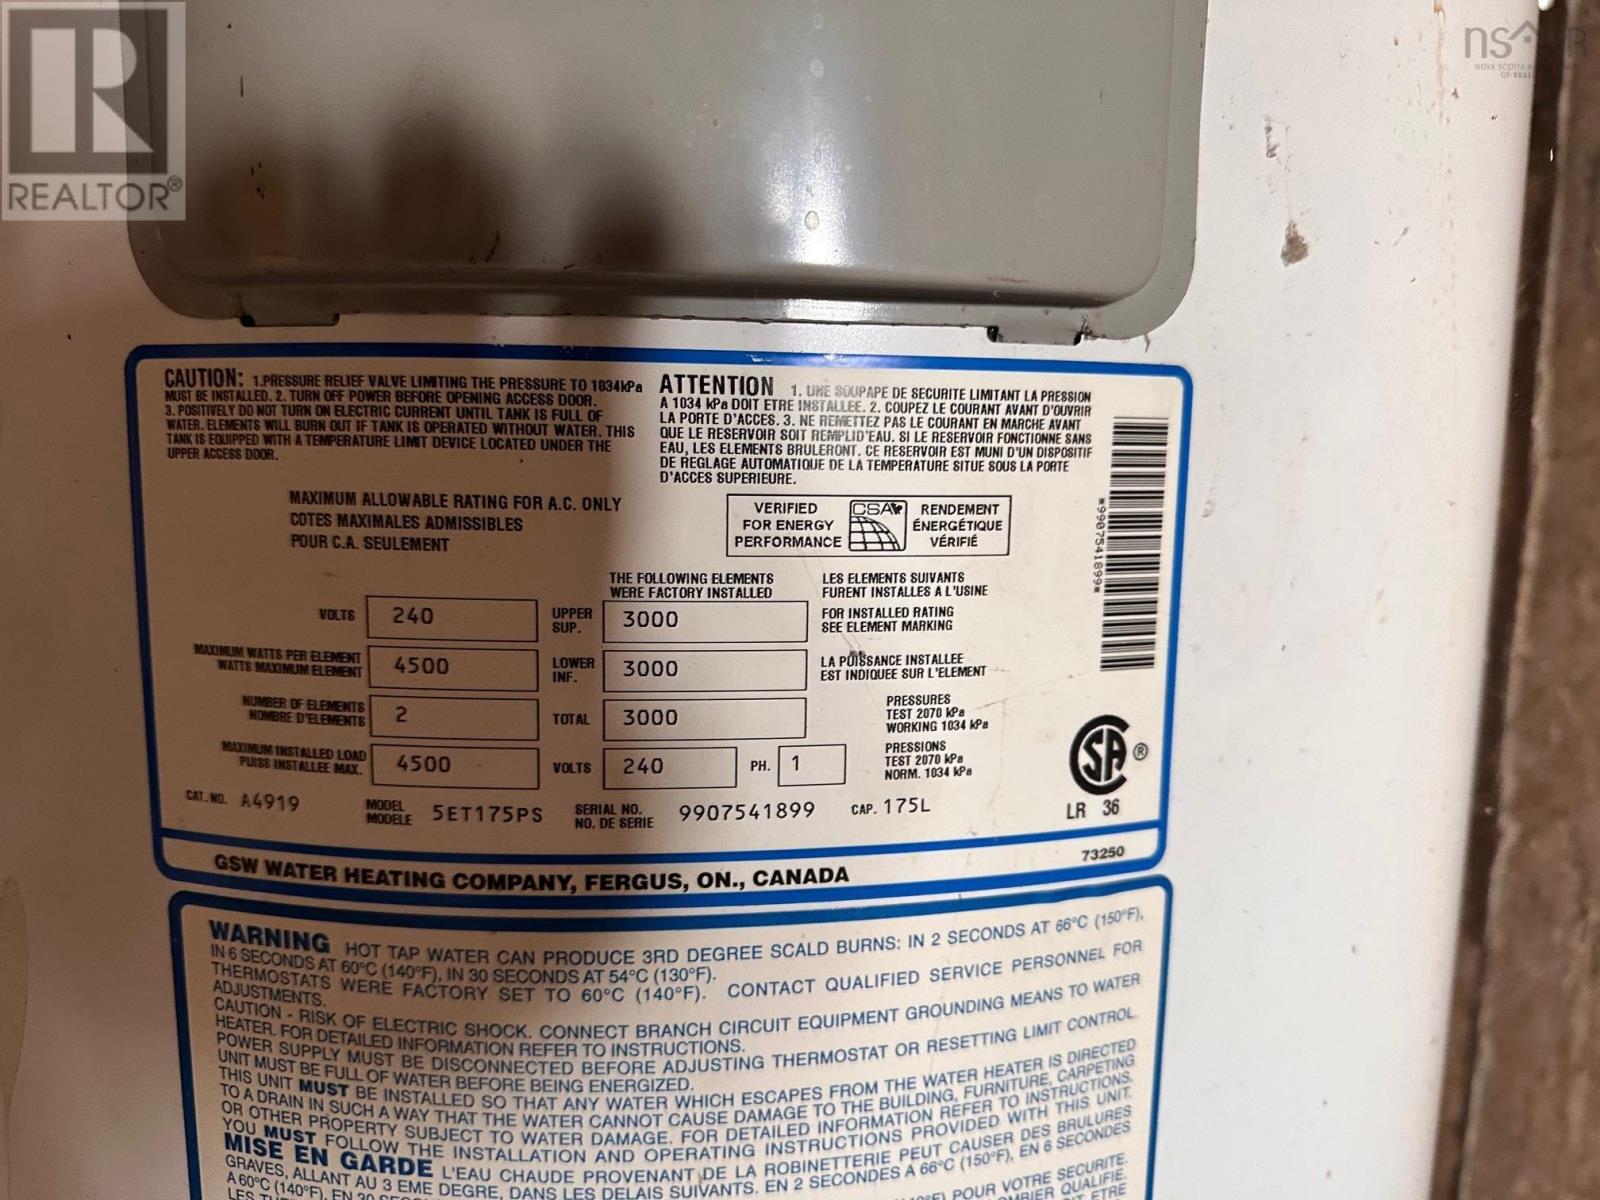 REALTOR®
CAUTION: 1.PRESSURE RELIEF VALVE LIMITING THE PRESSURE TO 1034kPa
MUST BE INSTALLED. 2. TURN OFF POWER BEFORE OPENING ACCESS DOOR.
3. POSITIVELY DO NOT TURN ON ELECTRIC CURRENT UNTIL TANK IS FULL OF
WATER. ELEMENTS WILL BURN OUT IF TANK IS OPERATED WITHOUT WATER. THIS
TANK IS EQUIPPED WITH A TEMPERATURE LIMIT DEVICE LOCATED UNDER THE
UPPER ACCESS DOOR.
ATTENTION 1. UNE SOUPAPE DE SECURITE LIMITANT LA PRESSION
A 1034 kPa DOIT ETRE INSTALLEE. 2. COUPEZ LE COURANT AVANT D'OUVRIR
LA PORTE D'ACCES. 3. NE REMETTEZ PAS LE COURANT EN MARCHE AVANT
QUE LE RESERVOIR SOIT REMPLID'EAU. SI LE RESERVOIR FONCTIONNE SANS
EAU, LES ELEMENTS BRULERONT. CE RESERVOIR EST MUNI D'UN DISPOSITIF
DE REGLAGE AUTOMATIQUE DE LA TEMPERATURE SITUE SOUS LA PORTE
D'ACCES SUPERIEURE.
MAXIMUM ALLOWABLE RATING FOR A.C. ONLY
COTES MAXIMALES ADMISSIBLES
POUR C.A. SEULEMENT
VERIFIED
FOR ENERGY
PERFORMANCE
CSA
RENDEMENT
ÉNERGÉTIQUE
VÉRIFIÉ
*9907541899*
THE FOLLOWING ELEMENTS
WERE FACTORY INSTALLED
LES ELEMENTS SUIVANTS
FURENT INSTALLES A L'USINE
VOLTS 240
UPPER
SUP. 3000
FOR INSTALLED RATING
SEE ELEMENT MARKING
MAXIMUM WATTS PER ELEMENT
WATTS MAXIMUM ELEMENT 4500
LOWER
INF. 3000
LA PUISSANCE INSTALLEE
EST INDIQUEE SUR L'ELEMENT
NUMBER OF ELEMENTS
NOMBRE D'ELEMENTS 2
TOTAL 3000
PRESSURES
TEST 2070 kPa
WORKING 1034 kPa
MAXIMUM INSTALLED LOAD
PUISS INSTALLEE MAX. 4500
VOLTS 240 PH. 1
PRESSIONS
TEST 2070 kPa
NORM. 1034 kPa
CSA ®
LR 36
CAT. NO. A4919
MODEL
MODELE 5ET175PS
SERIAL NO.
NO. DE SERIE 9907541899
CAP. 175L
73250
GSW WATER HEATING COMPANY, FERGUS, ON., CANADA
WARNING HOT TAP WATER CAN PRODUCE 3RD DEGREE SCALD BURNS: IN 2 SECONDS AT 66°C (150°F),
IN 6 SECONDS AT 60°C (140°F), IN 30 SECONDS AT 54°C (130°F).
THERMOSTATS WERE FACTORY SET TO 60°C (140°F). CONTACT QUALIFIED SERVICE PERSONNEL FOR
ADJUSTMENTS.
CAUTION - RISK OF ELECTRIC SHOCK. CONNECT BRANCH CIRCUIT EQUIPMENT GROUNDING MEANS TO WATER
HEATER. FOR DETAILED INFORMATION REFER TO INSTRUCTIONS.
POWER SUPPLY MUST BE DISCONNECTED BEFORE ADJUSTING THERMOSTAT OR RESETTING LIMIT CONTROL.
UNIT MUST BE FULL OF WATER BEFORE BEING ENERGIZED.
THIS UNIT MUST BE INSTALLED SO THAT ANY WATER WHICH ESCAPES FROM THE WATER HEATER IS DIRECTED
TO A DRAIN IN SUCH A WAY THAT THE WATER CANNOT CAUSE DAMAGE TO THE BUILDING, FURNITURE, CARPETING
OR OTHER PROPERTY SUBJECT TO WATER DAMAGE. FOR DETAILED INFORMATION REFER TO INSTRUCTIONS.
YOU MUST FOLLOW THE INSTALLATION AND OPERATING INSTRUCTIONS PROVIDED WITH THIS UNIT.
MISE EN GARDE L'EAU CHAUDE PROVENANT DE LA ROBINETTERIE PEUT CAUSER DES BRULURES
GRAVES, ALLANT AU 3 EME DEGRE, DANS LES DELAIS SUIVANTS. EN 2 SECONDES A 66°C (150°F), EN 6 SECONDES
A 60°C (140°F), EN 30
POUR VOTRE SECURITE.
QUALIFIE.
ETRE